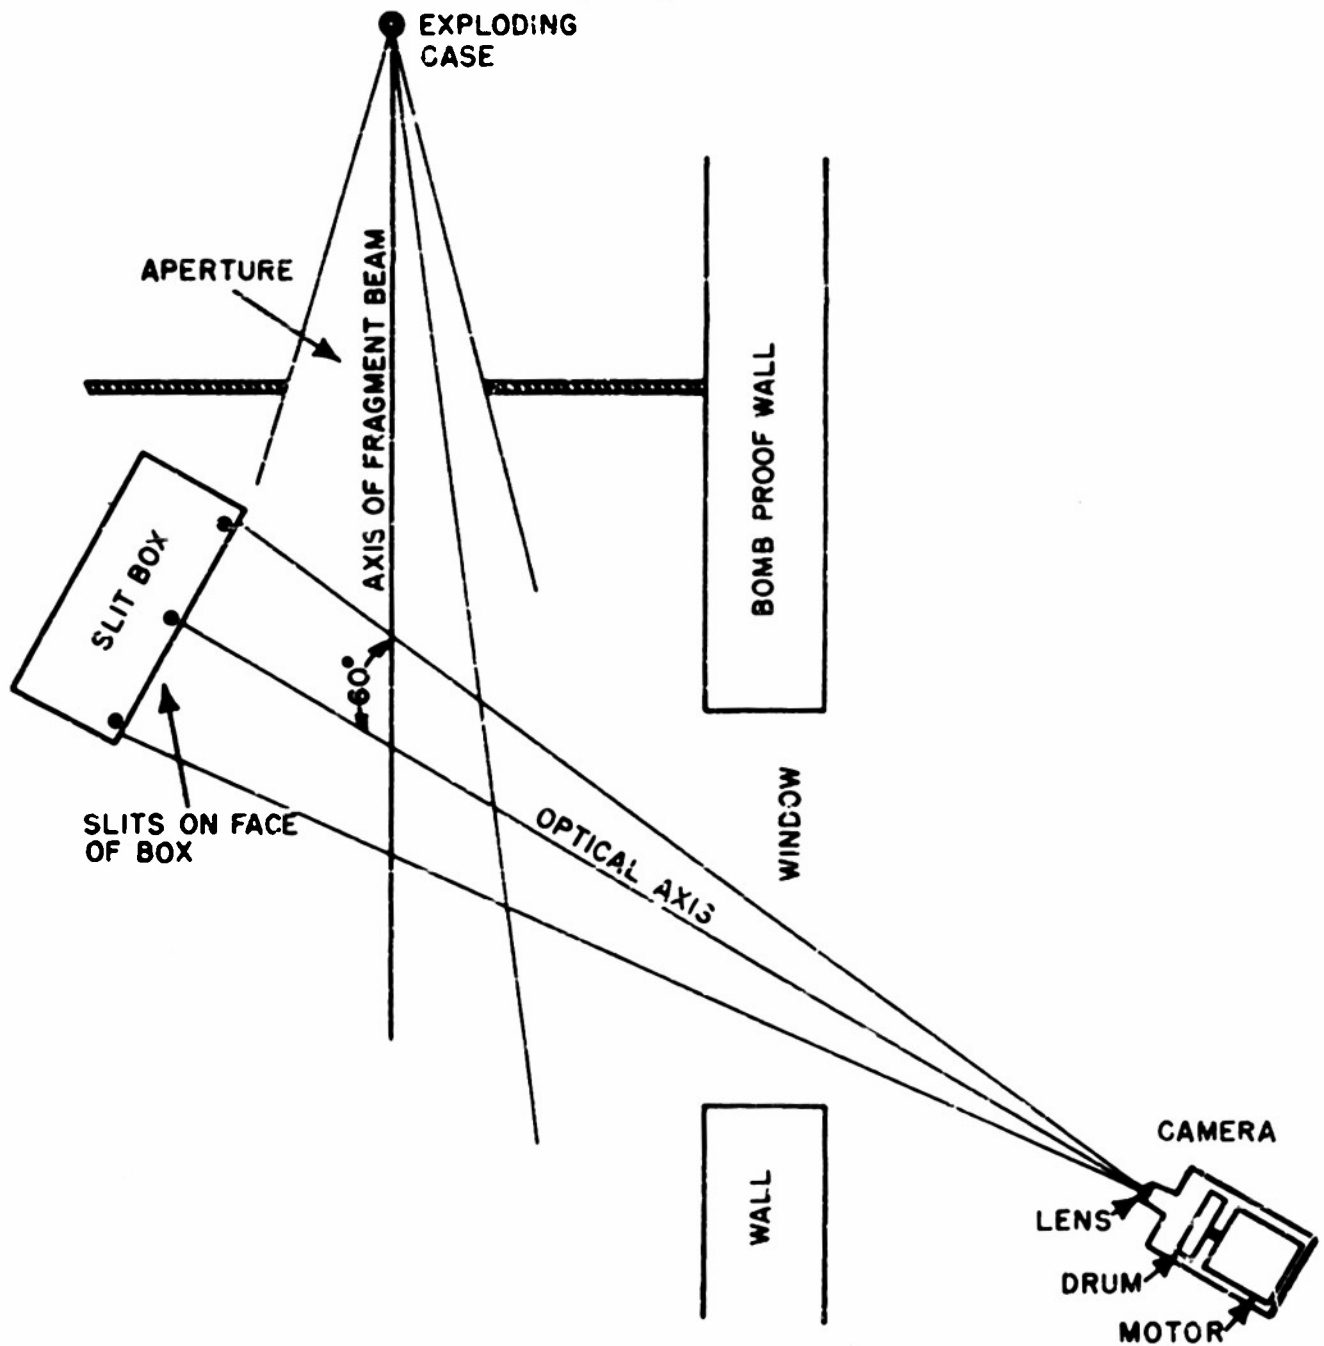 EXPLODING
CASE
APERTURE
AXIS OF FRAGMENT BEAM
BOMB PROOF WALL
SLIT BOX
60°
SLITS ON FACE
OF BOX
WINDOW
OPTICAL AXIS
CAMERA
WALL
LENS
DRUM
MOTOR